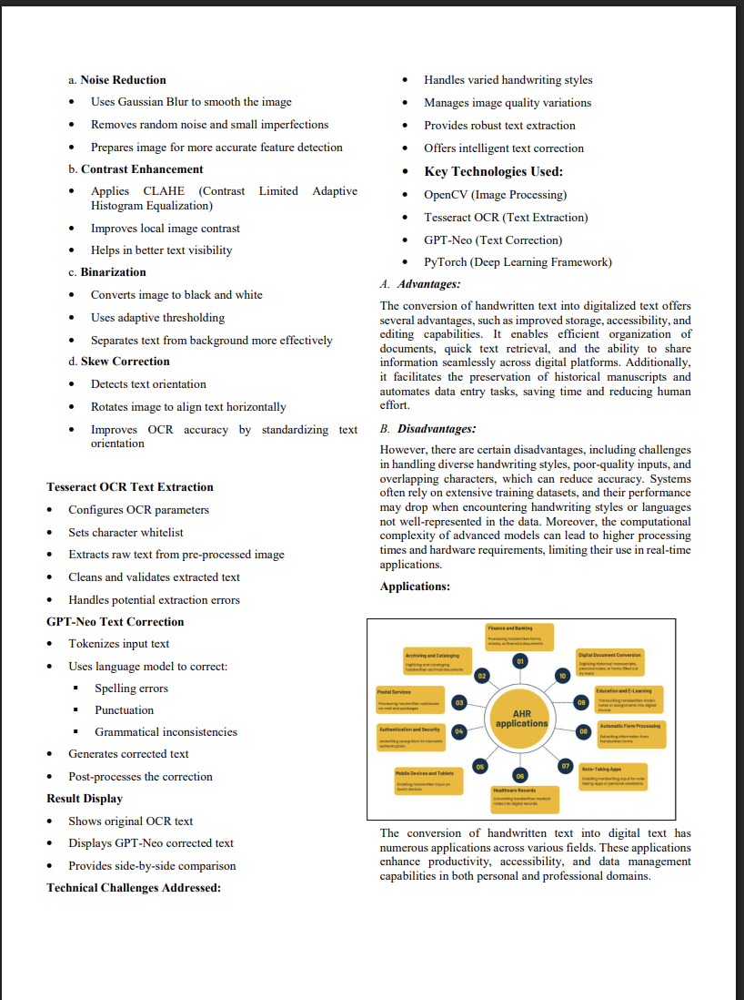 a. Noise Reduction
• Uses Gaussian Blur to smooth the image
• Removes random noise and small imperfections
• Prepares image for more accurate feature detection
b. Contrast Enhancement
• Applies CLAHE (Contrast Limited Adaptive
Histogram Equalization)
• Improves local image contrast
• Helps in better text visibility
c. Binarization
• Converts image to black and white
• Uses adaptive thresholding
• Separates text from background more effectively
d. Skew Correction
• Detects text orientation
• Rotates image to align text horizontally
• Improves OCR accuracy by standardizing text
orientation
Tesseract OCR Text Extraction
• Configures OCR parameters
• Sets character whitelist
• Extracts raw text from pre-processed image
• Cleans and validates extracted text
• Handles potential extraction errors
GPT-Neo Text Correction
• Tokenizes input text
• Uses language model to correct:
▪ Spelling errors
▪ Punctuation
▪ Grammatical inconsistencies
• Generates corrected text
• Post-processes the correction
Result Display
• Shows original OCR text
• Displays GPT-Neo corrected text
• Provides side-by-side comparison
Technical Challenges Addressed:
• Handles varied handwriting styles
• Manages image quality variations
• Provides robust text extraction
• Offers intelligent text correction
• Key Technologies Used:
• OpenCV (Image Processing)
• Tesseract OCR (Text Extraction)
• GPT-Neo (Text Correction)
• PyTorch (Deep Learning Framework)
A. Advantages:
The conversion of handwritten text into digitalized text offers
several advantages, such as improved storage, accessibility, and
editing capabilities. It enables efficient organization of
documents, quick text retrieval, and the ability to share
information seamlessly across digital platforms. Additionally,
it facilitates the preservation of historical manuscripts and
automates data entry tasks, saving time and reducing human
effort.
B. Disadvantages:
However, there are certain disadvantages, including challenges
in handling diverse handwriting styles, poor-quality inputs, and
overlapping characters, which can reduce accuracy. Systems
often rely on extensive training datasets, and their performance
may drop when encountering handwriting styles or languages
not well-represented in the data. Moreover, the computational
complexity of advanced models can lead to higher processing
times and hardware requirements, limiting their use in real-time
applications.
Applications:
AHR
applications
01
Finance and Banking
Processing handwritten forms,
checks, or financial documents
02
Archiving and Cataloging
Digitizing and cataloging
handwritten archival documents
03
Postal Services
Processing handwritten addresses
on mail and packages
04
Authentication and Security
authentication
05
Mobile Devices and Tablets
Enabling handwritten input on
touch devices
06
Healthcare Records
Converting handwritten medical
notes into digital records.
07
Note-Taking Apps
Enabling handwriting input for note-
taking apps or personal assistants
08
Automatic Form Processing
Extracting information from
handwritten forms
09
Education and E-Learning
Transcribing handwritten
notes or assignments into digital
format
10
Digital Document Conversion
Digitizing historical manuscripts,
personal notes, or forms filled out
by hand
The conversion of handwritten text into digital text has
numerous applications across various fields. These applications
enhance productivity, accessibility, and data management
capabilities in both personal and professional domains.